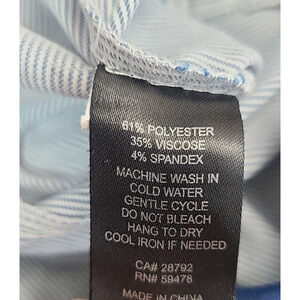 61% POLYESTER
35% VISCOSE
4% SPANDEX
MACHINE WASH IN
COLD WATER
GENTLE CYCLE
DO NOT BLEACH
HANG TO DRY
COOL IRON IF NEEDED
CA# 28792
RN# 59478
MADE IN CHINA